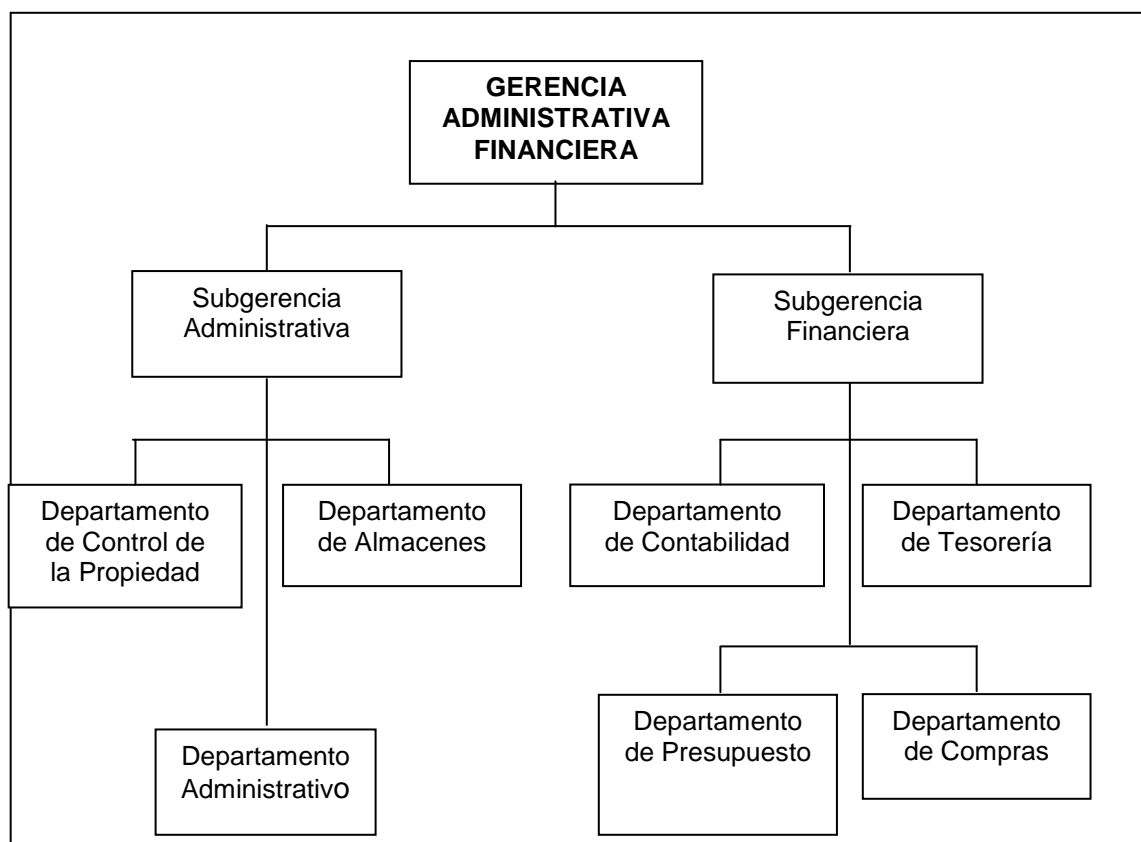 GERENCIA
ADMINISTRATIVA
FINANCIERA
Subgerencia
Administrativa
Subgerencia
Financiera
Departamento
de Control de
la Propiedad
Departamento
de Almacenes
Departamento
de Contabilidad
Departamento
de Tesorería
Departamento
Administrativo
Departamento
de Presupuesto
Departamento
de Compras